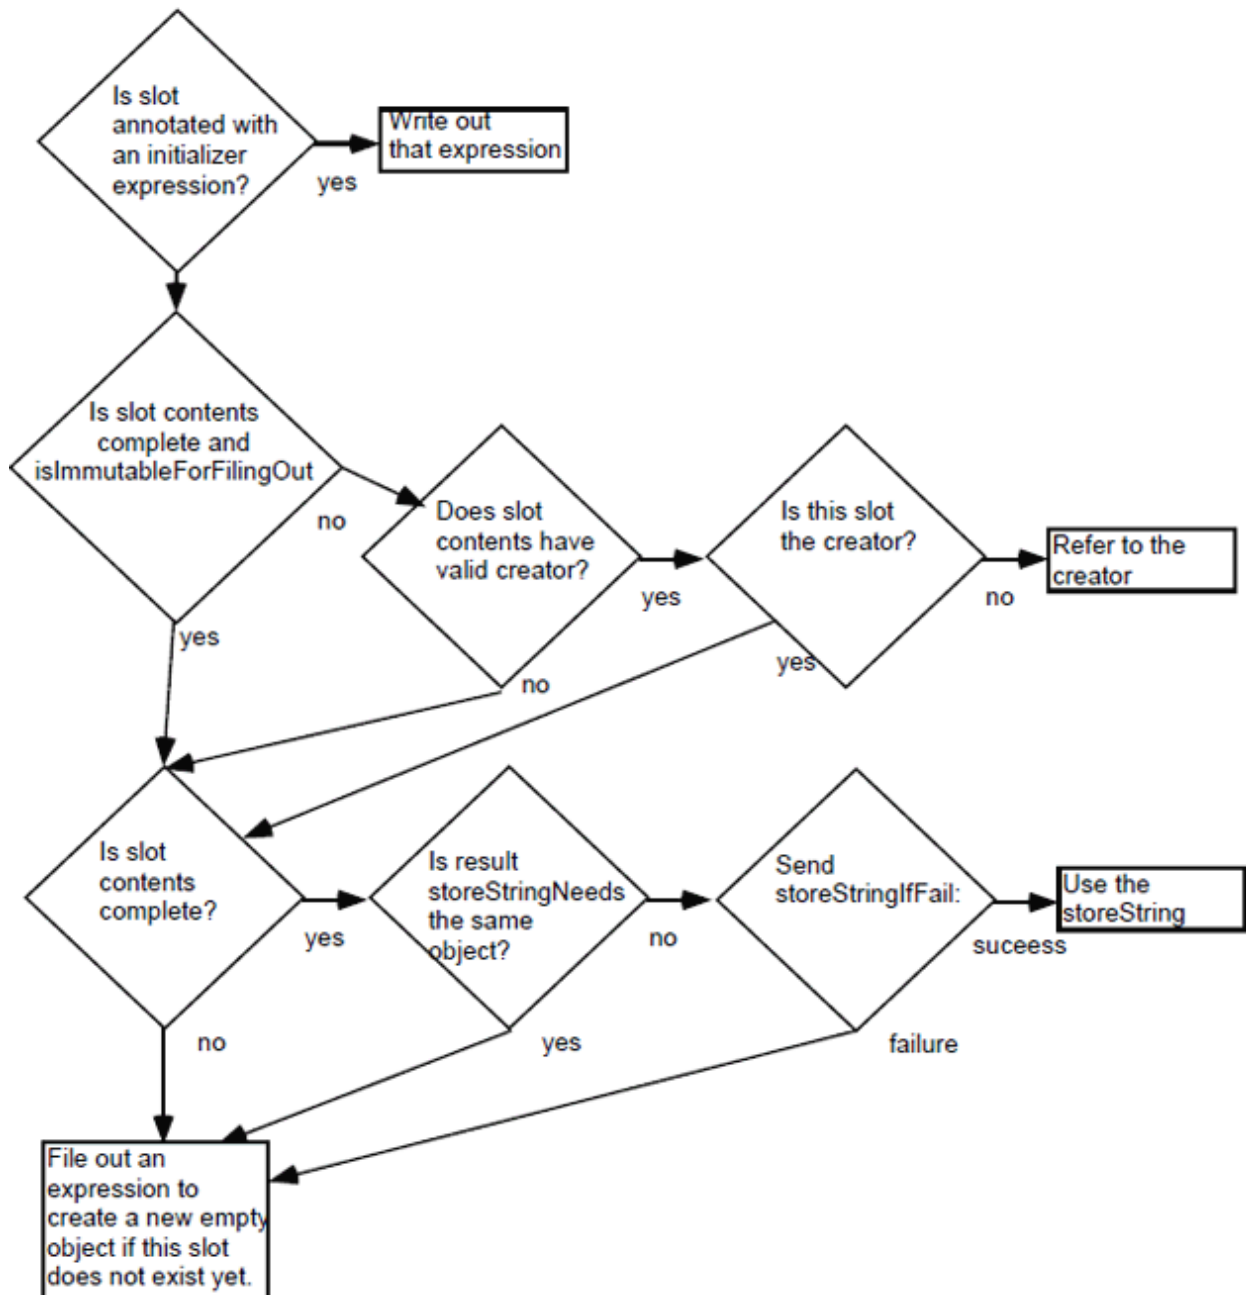 Is slot
annotated with
an initializer
expression?
yes
Write out
that expression
Is slot contents
complete and
isImmutableForFilingOut
no
yes
Does slot
contents have
valid creator?
yes
no
Is this slot
the creator?
no
yes
Refer to the
creator
Is slot
contents
complete?
yes
no
Is result
storeStringNeeds
the same
object?
no
yes
Send
storeStringIfFail:
suceess
failure
Use the
storeString
File out an
expression to
create a new empty
object if this slot
does not exist yet.